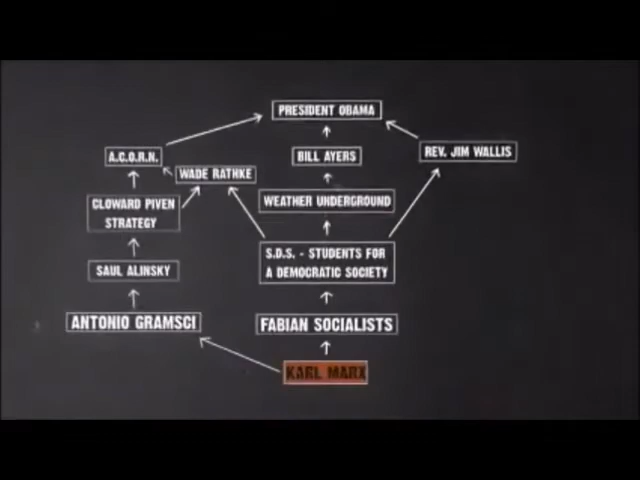 PRESIDENT OBAMA
A.C.O.R.N.
BILL AYERS
REV. JIM WALLIS
WADE RATHKE
CLOWARD PIVEN
STRATEGY
WEATHER UNDERGROUND
S.D.S. - STUDENTS FOR
A DEMOCRATIC SOCIETY
SAUL ALINSKY
ANTONIO GRAMSCI
FABIAN SOCIALISTS
KARL MARX